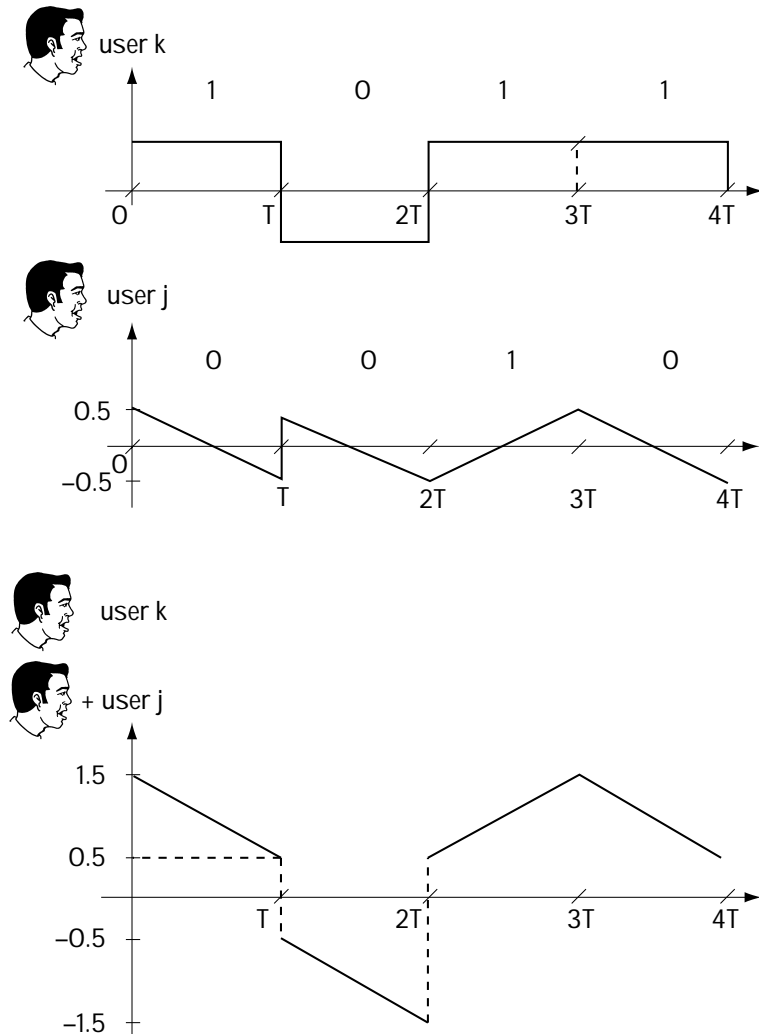 user k
1 0 1 1
0 T 2T 3T 4T
user j
0 0 1 0
0.5
0
–0.5
T 2T 3T 4T
user k
+ user j
1.5
0.5
T 2T 3T 4T
–0.5
–1.5